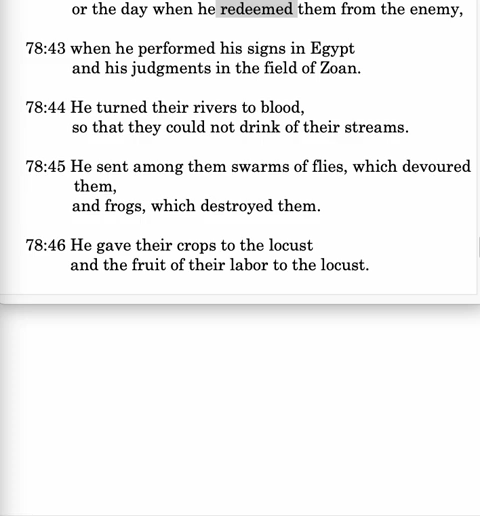 or the day when he redeemed them from the enemy,
78:43 when he performed his signs in Egypt
and his judgments in the field of Zoan.
78:44 He turned their rivers to blood,
so that they could not drink of their streams.
78:45 He sent among them swarms of flies, which devoured
them,
and frogs, which destroyed them.
78:46 He gave their crops to the locust
and the fruit of their labor to the locust.